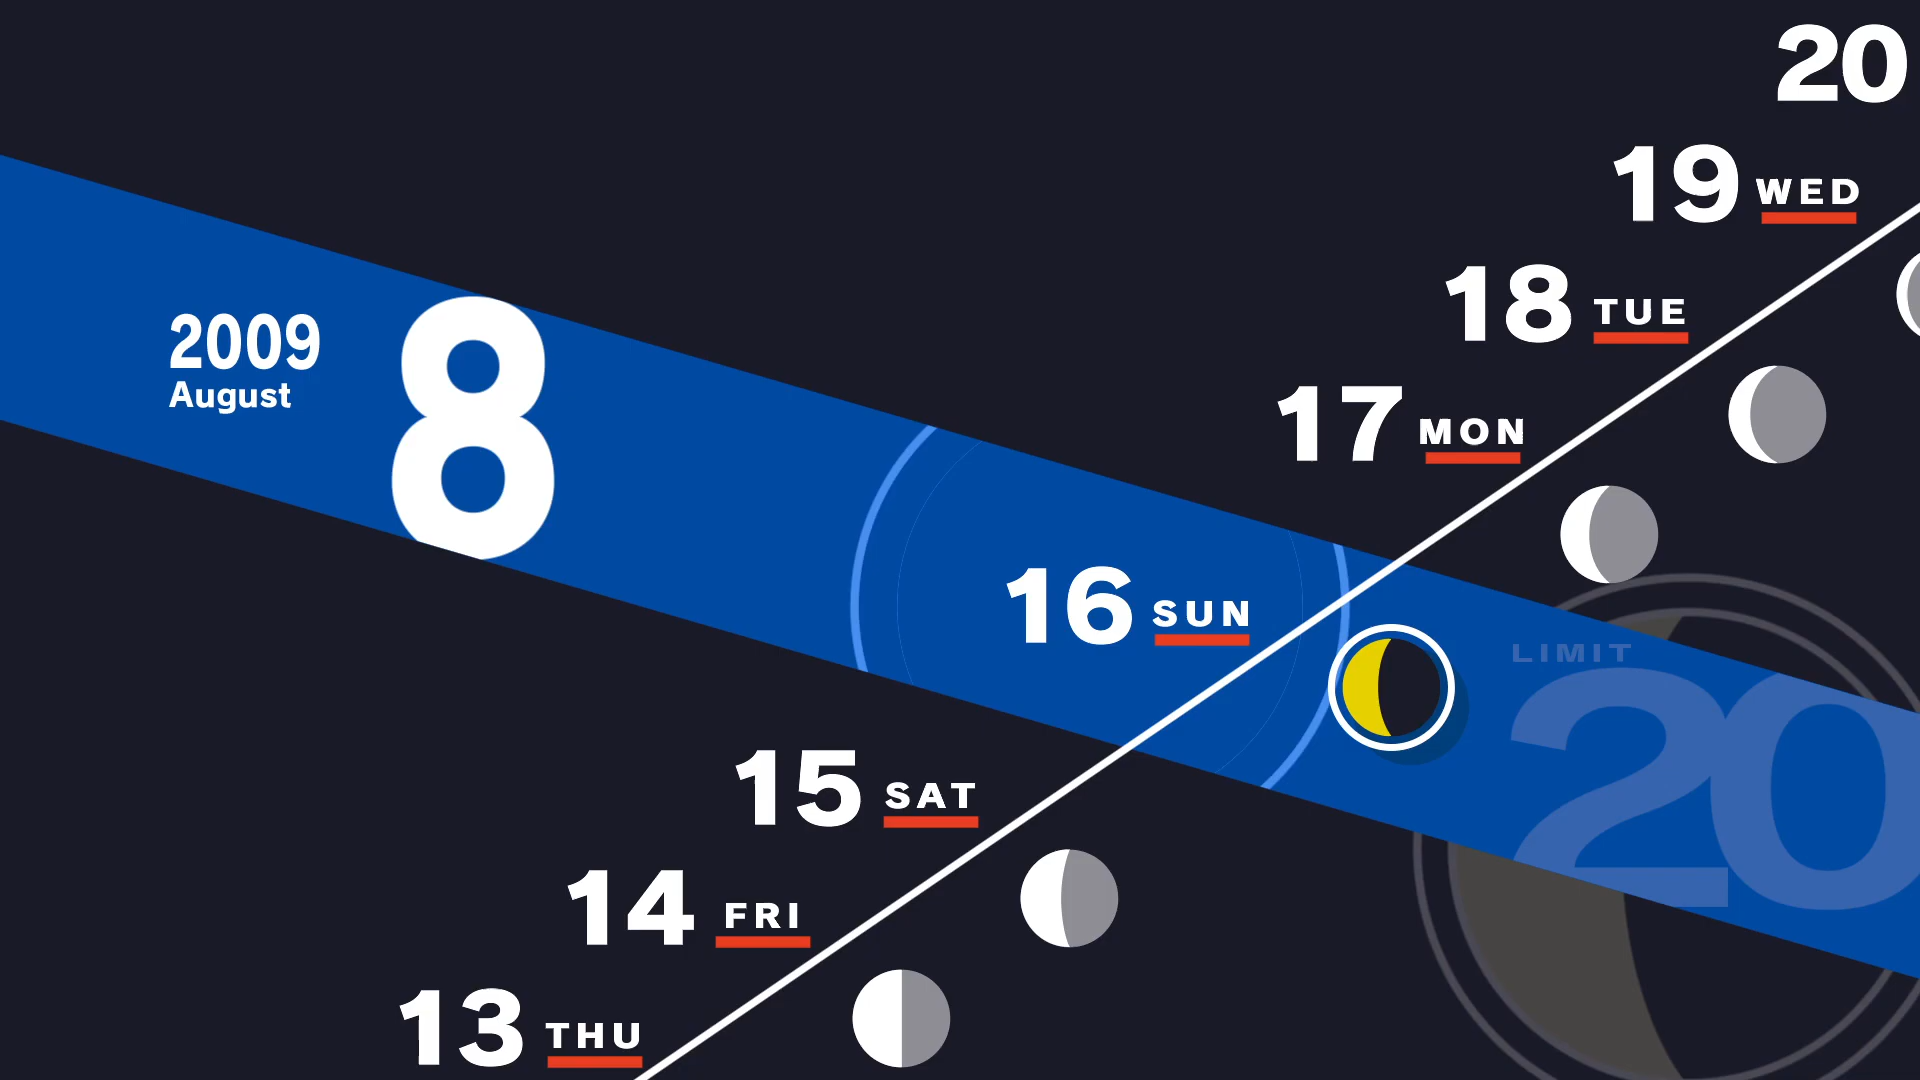 20
19 WED
18 TUE
17 MON
2009
August
8
16 SUN
LIMIT
20
15 SAT
14 FRI
13 THU